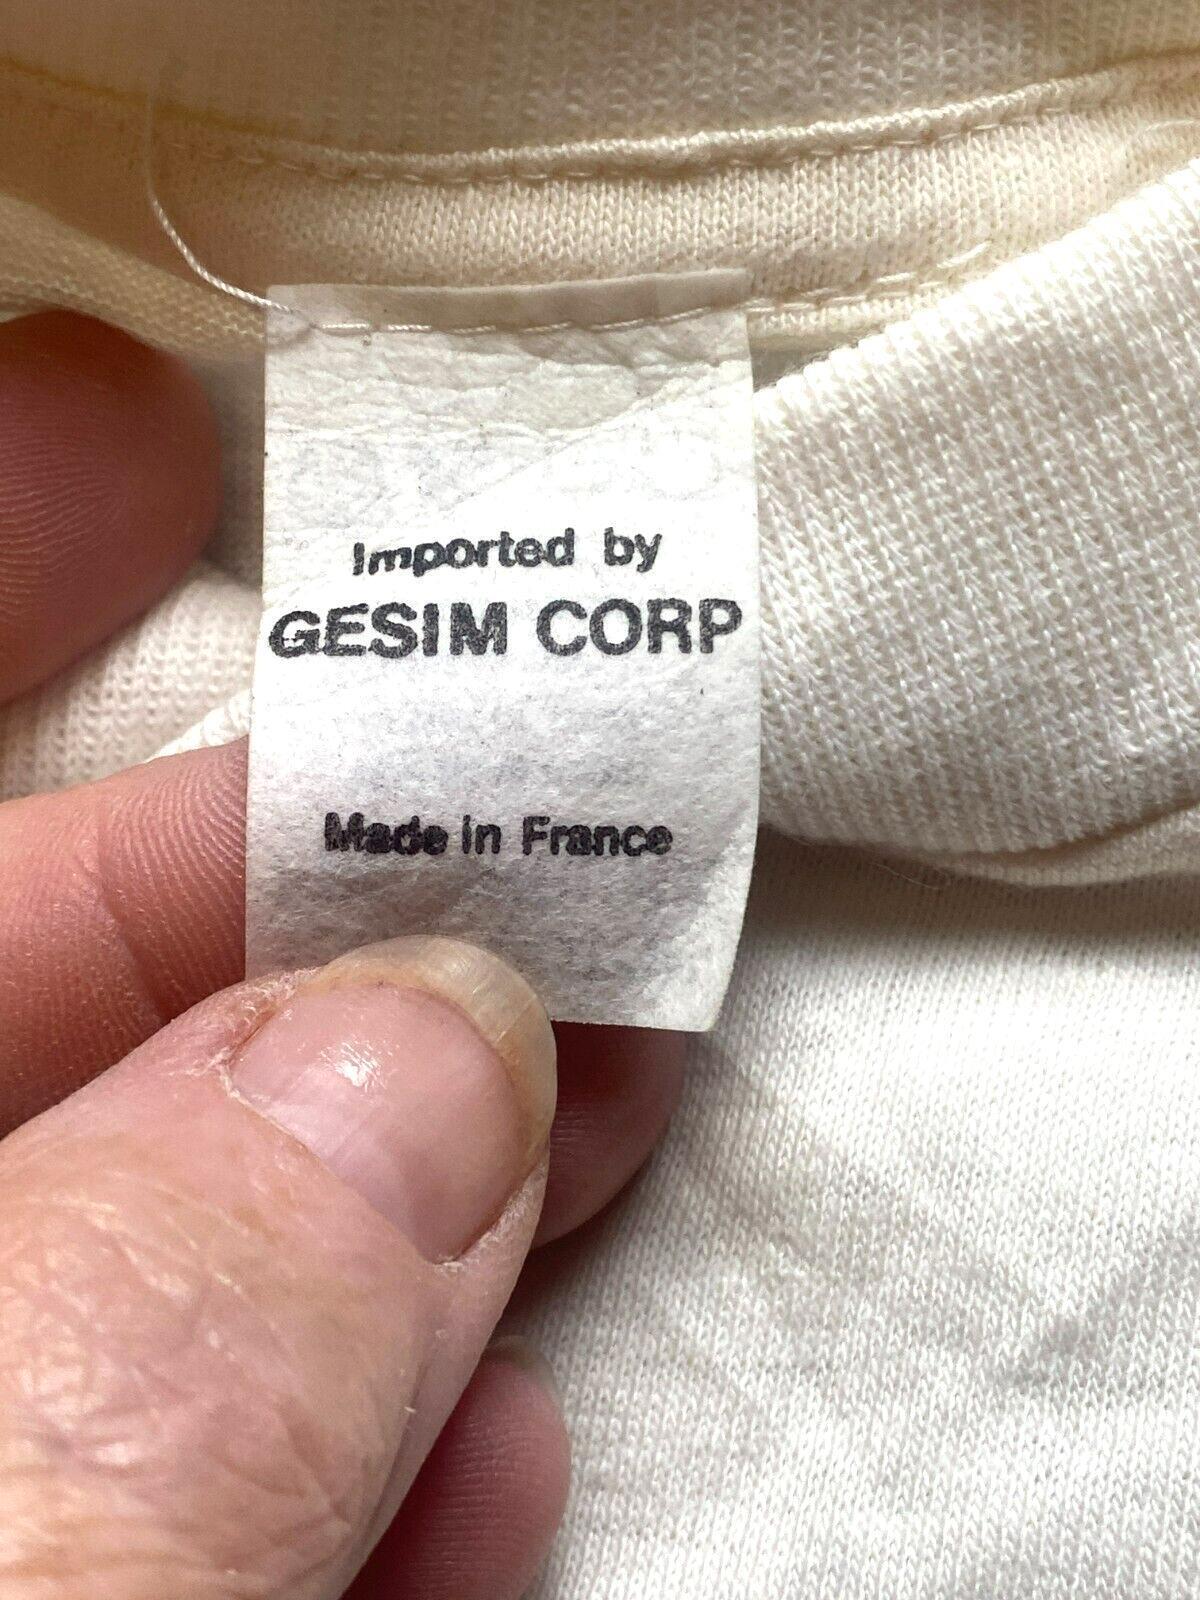 Imported by
GESIM CORP
Made in France